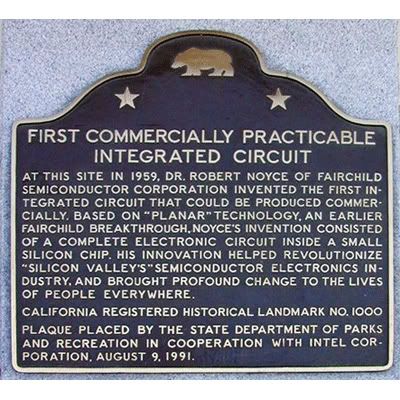 FIRST COMMERCIALLY PRACTICABLE
INTEGRATED CIRCUIT
AT THIS SITE IN 1959, DR. ROBERT NOYCE OF FAIRCHILD
SEMICONDUCTOR CORPORATION INVENTED THE FIRST IN-
TEGRATED CIRCUIT THAT COULD BE PRODUCED COMMER-
CIALLY. BASED ON "PLANAR" TECHNOLOGY, AN EARLIER
FAIRCHILD BREAKTHROUGH, NOYCE'S INVENTION CONSISTED
OF A COMPLETE ELECTRONIC CIRCUIT INSIDE A SMALL
SILICON CHIP. HIS INNOVATION HELPED REVOLUTIONIZE
"SILICON VALLEY'S" SEMICONDUCTOR ELECTRONICS IN-
DUSTRY, AND BROUGHT PROFOUND CHANGE TO THE LIVES
OF PEOPLE EVERYWHERE.
CALIFORNIA REGISTERED HISTORICAL LANDMARK NO. 1000
PLAQUE PLACED BY THE STATE DEPARTMENT OF PARKS
AND RECREATION IN COOPERATION WITH INTEL COR-
PORATION, AUGUST 9, 1991.